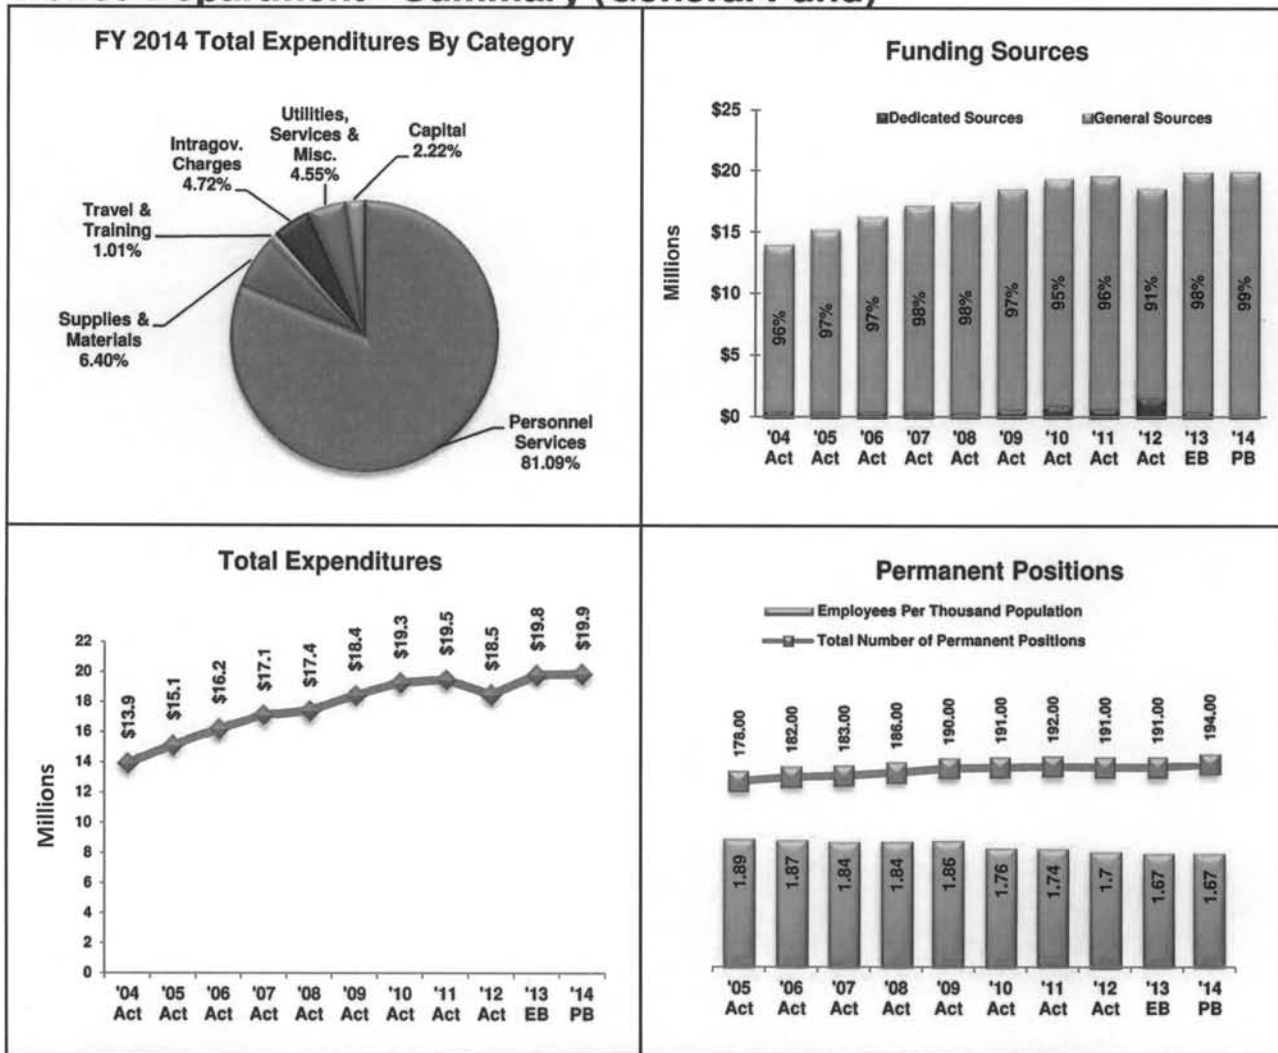 Department - Summary (General Fund)
FY 2014 Total Expenditures By Category
Utilities,
Services &
Misc.
4.55%
Capital
2.22%
Intragov.
Charges
4.72%
Travel &
Training
1.01%
Supplies &
Materials
6.40%
Personnel
Services
81.09%
Funding Sources
Dedicated Sources
General Sources
Millions
$25
$20
$15
$10
$5
$0
96%
97%
97%
98%
98%
97%
95%
96%
91%
98%
99%
'04 '05 '06 '07 '08 '09 '10 '11 '12 '13 '14
Act Act Act Act Act Act Act Act Act EB PB
Total Expenditures
Millions
22
20
18
16
14
12
10
8
6
4
2
0
$13.9
$15.1
$16.2
$17.1
$17.4
$18.4
$19.3
$19.5
$18.5
$19.8
$19.9
'04 '05 '06 '07 '08 '09 '10 '11 '12 '13 '14
Act Act Act Act Act Act Act Act Act EB PB
Permanent Positions
Employees Per Thousand Population
Total Number of Permanent Positions
178.00
182.00
183.00
186.00
190.00
191.00
192.00
191.00
191.00
194.00
1.89
1.87
1.84
1.84
1.86
1.76
1.74
1.7
1.67
1.67
'05 '06 '07 '08 '09 '10 '11 '12 '13 '14
Act Act Act Act Act Act Act Act EB PB